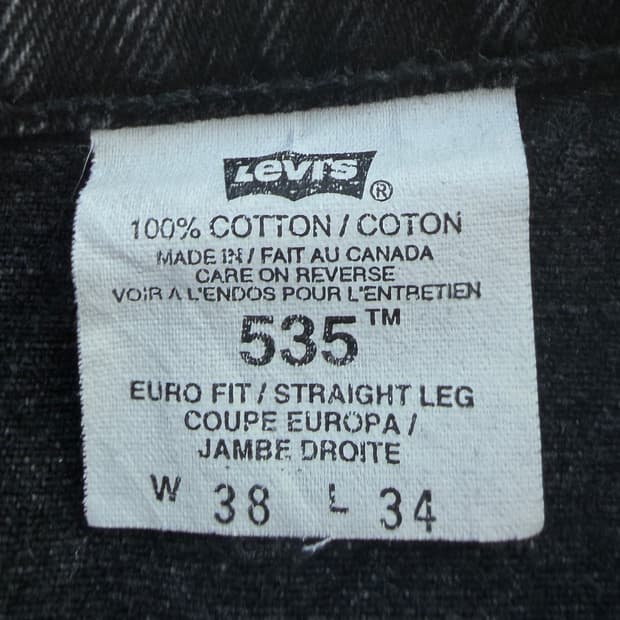 Levi's ®
100% COTTON / COTON
MADE IN / FAIT AU CANADA
CARE ON REVERSE
VOIR A L'ENDOS POUR L'ENTRETIEN
535™
EURO FIT / STRAIGHT LEG
COUPE EUROPA /
JAMBE DROITE
W 38 L 34